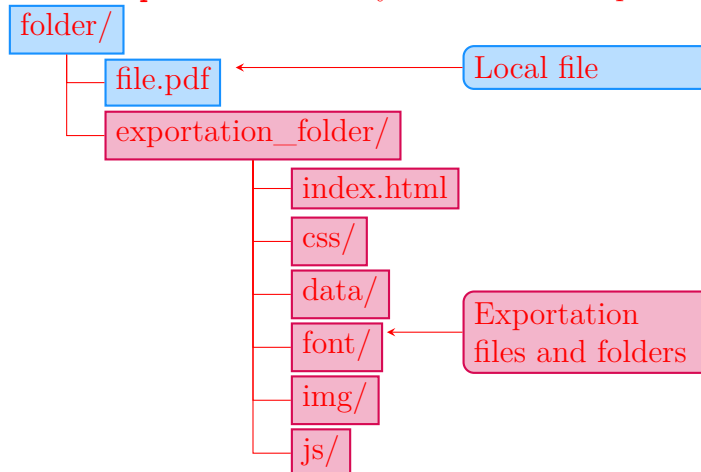 folder/
file.pdf
Local file
exportation_folder/
index.html
css/
data/
Exportation
files and folders
font/
img/
js/